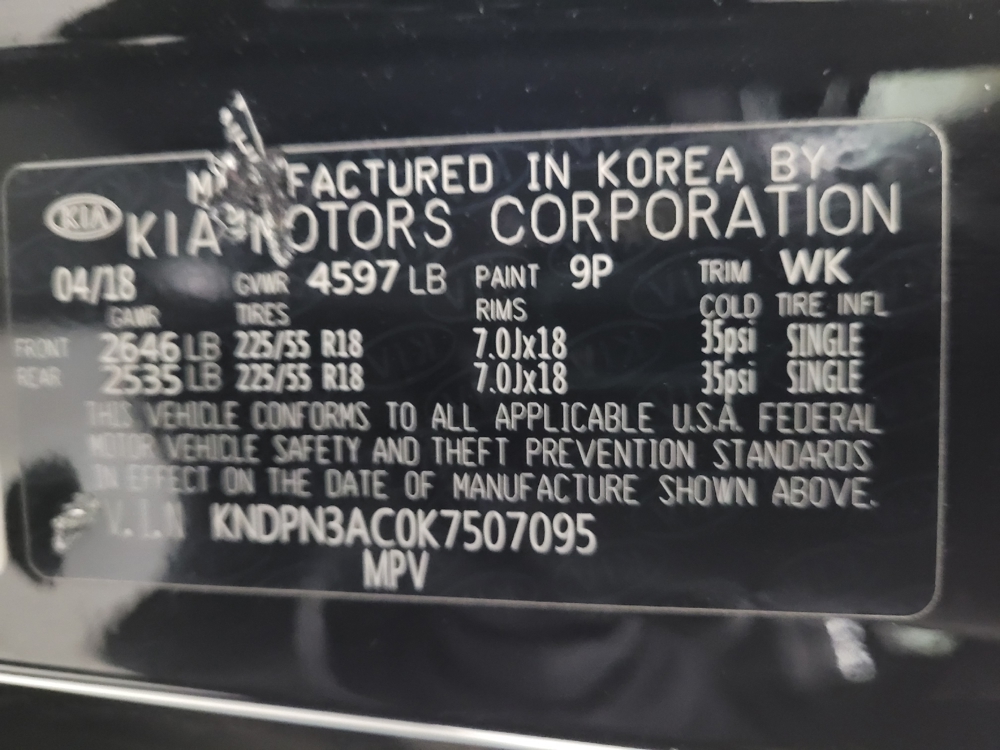 MANUFACTURED IN KOREA BY
KIA KIA MOTORS CORPORATION
04/18 GVWR 4597 LB PAINT 9P TRIM WK
GAWR TIRES RIMS COLD TIRE INFL
FRONT 2646 LB 225/55 R18 7.0Jx18 35psi SINGLE
REAR 2535 LB 225/55 R18 7.0Jx18 35psi SINGLE
THIS VEHICLE CONFORMS TO ALL APPLICABLE U.S.A. FEDERAL
MOTOR VEHICLE SAFETY AND THEFT PREVENTION STANDARDS
IN EFFECT ON THE DATE OF MANUFACTURE SHOWN ABOVE.
V.I.N KNDPN3AC0K7507095
MPV